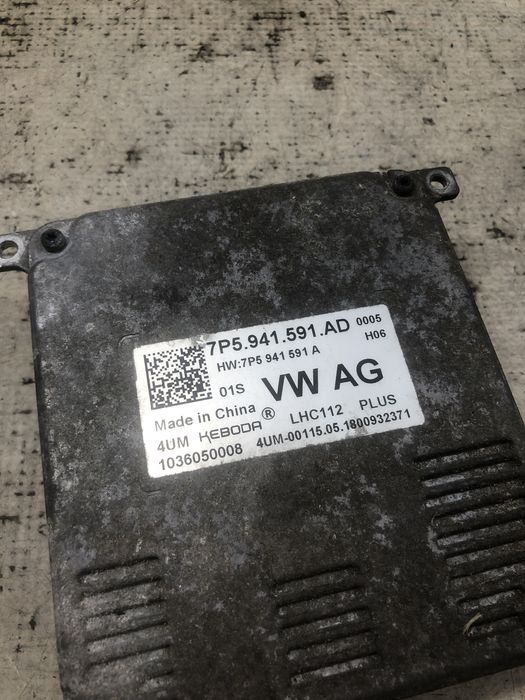 7P5.941.591.AD 0005
HW:7P5 941 591 A H06
01S VW AG
Made in China ® LHC112 PLUS
4UM KEBODA 4UM-00115.05.1800932371
1036050008